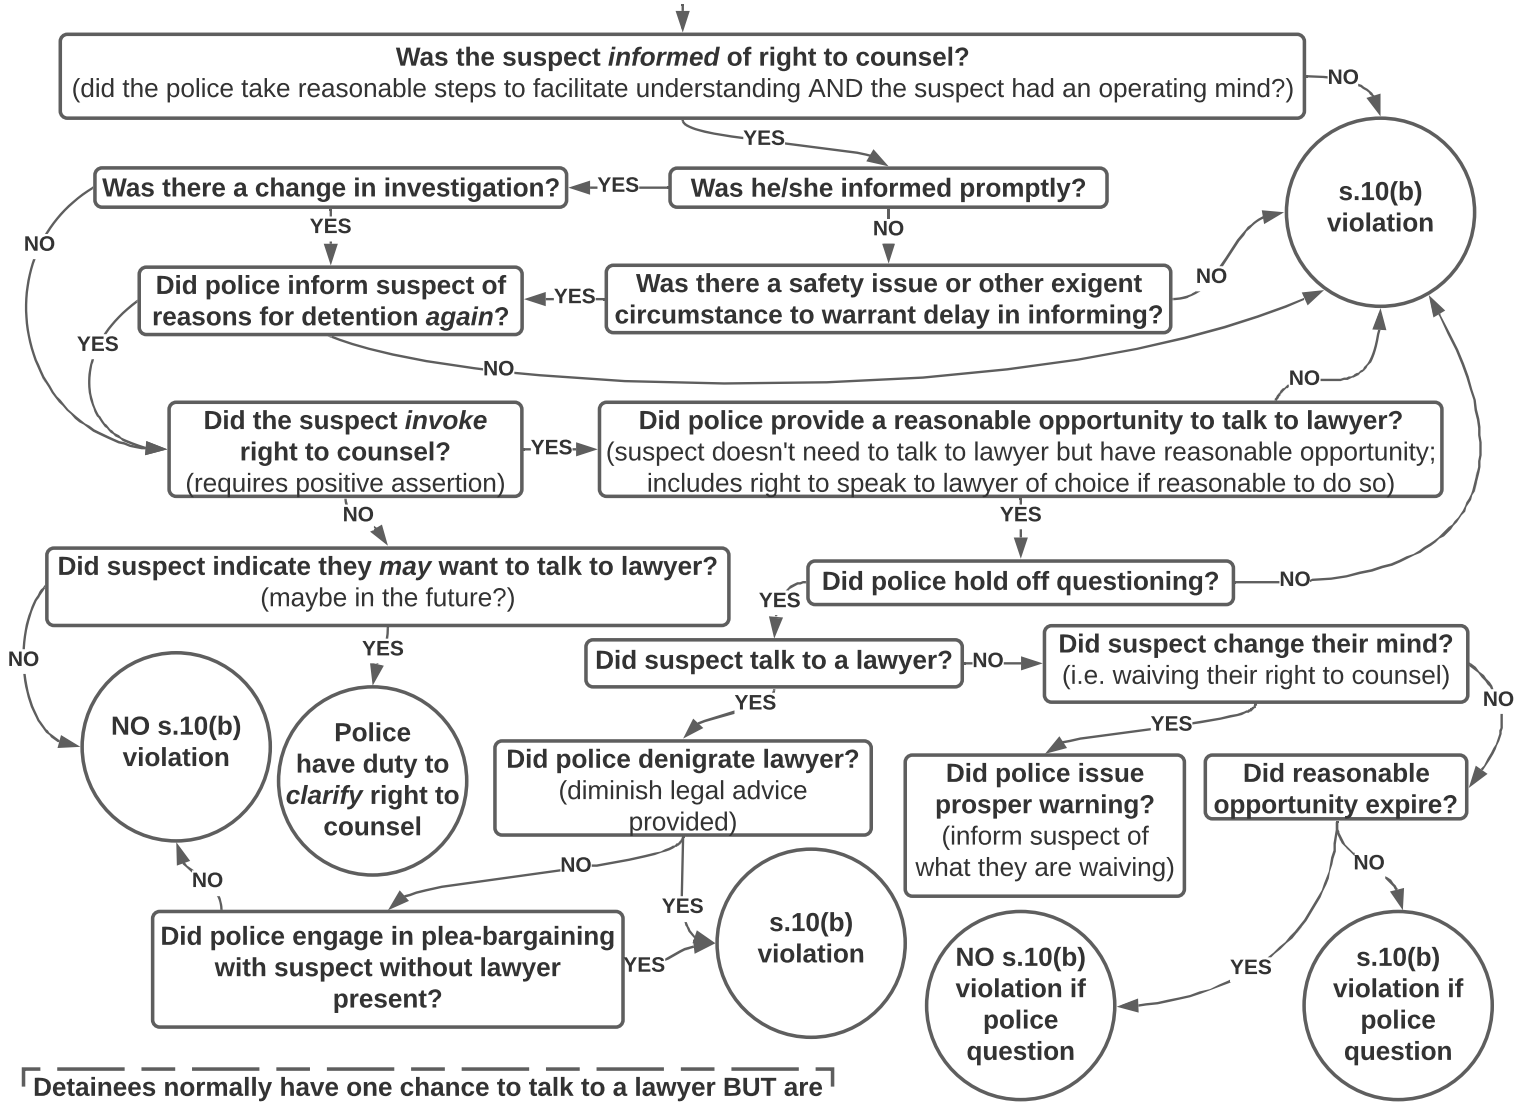 Was the suspect informed of right to counsel?
(did the police take reasonable steps to facilitate understanding AND the suspect had an operating mind?)
NO
YES
Was there a change in investigation?
YES
Was he/she informed promptly?
s.10(b)
violation
NO
YES
NO
Did police inform suspect of
reasons for detention again?
YES
Was there a safety issue or other exigent
circumstance to warrant delay in informing?
NO
YES
NO
NO
Did the suspect invoke
right to counsel?
(requires positive assertion)
YES
Did police provide a reasonable opportunity to talk to lawyer?
(suspect doesn't need to talk to lawyer but have reasonable opportunity;
includes right to speak to lawyer of choice if reasonable to do so)
NO
YES
Did suspect indicate they may want to talk to lawyer?
(maybe in the future?)
Did police hold off questioning?
NO
YES
NO
YES
Did suspect talk to a lawyer?
NO
Did suspect change their mind?
(i.e. waiving their right to counsel)
NO
YES
YES
NO s.10(b)
violation
Police
have duty to
clarify right to
counsel
Did police denigrate lawyer?
(diminish legal advice
provided)
Did police issue
prosper warning?
(inform suspect of
what they are waiving)
Did reasonable
opportunity expire?
NO
NO
YES
NO
Did police engage in plea-bargaining
with suspect without lawyer
present?
YES
s.10(b)
violation
NO s.10(b)
violation if
police
question
YES
s.10(b)
violation if
police
question
Detainees normally have one chance to talk to a lawyer BUT are